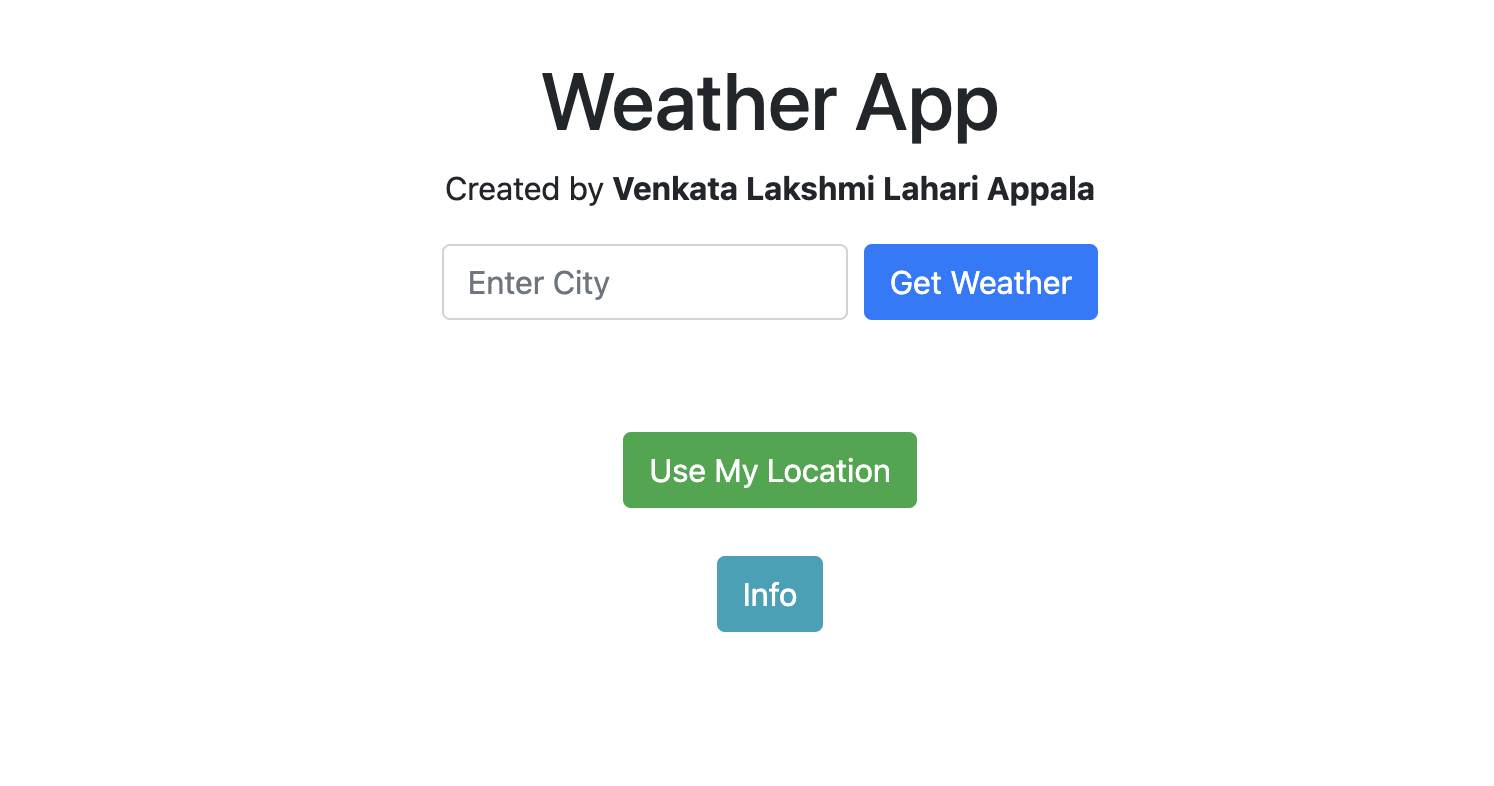 Weather App
Created by Venkata Lakshmi Lahari Appala
Enter City Get Weather
Use My Location
Info